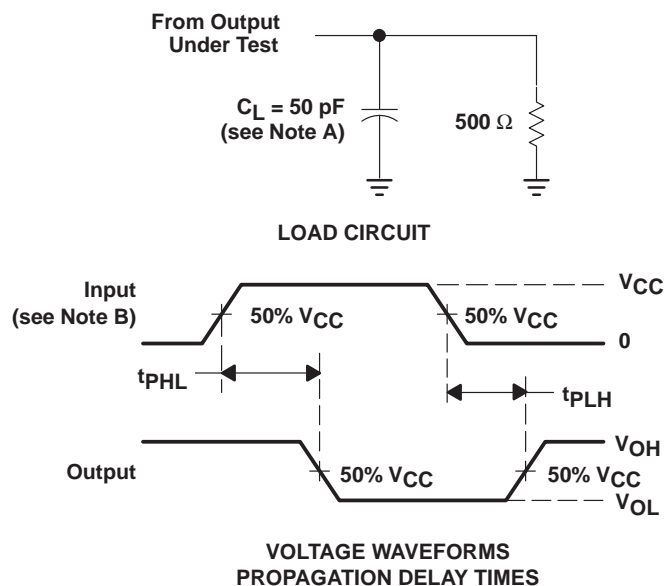 From Output
Under Test
CL = 50 pF
(see Note A)
500 Ω
LOAD CIRCUIT
Input
(see Note B)
50% VCC
50% VCC
VCC
0
tPHL
tPLH
Output
50% VCC
50% VCC
VOH
VOL
VOLTAGE WAVEFORMS
PROPAGATION DELAY TIMES